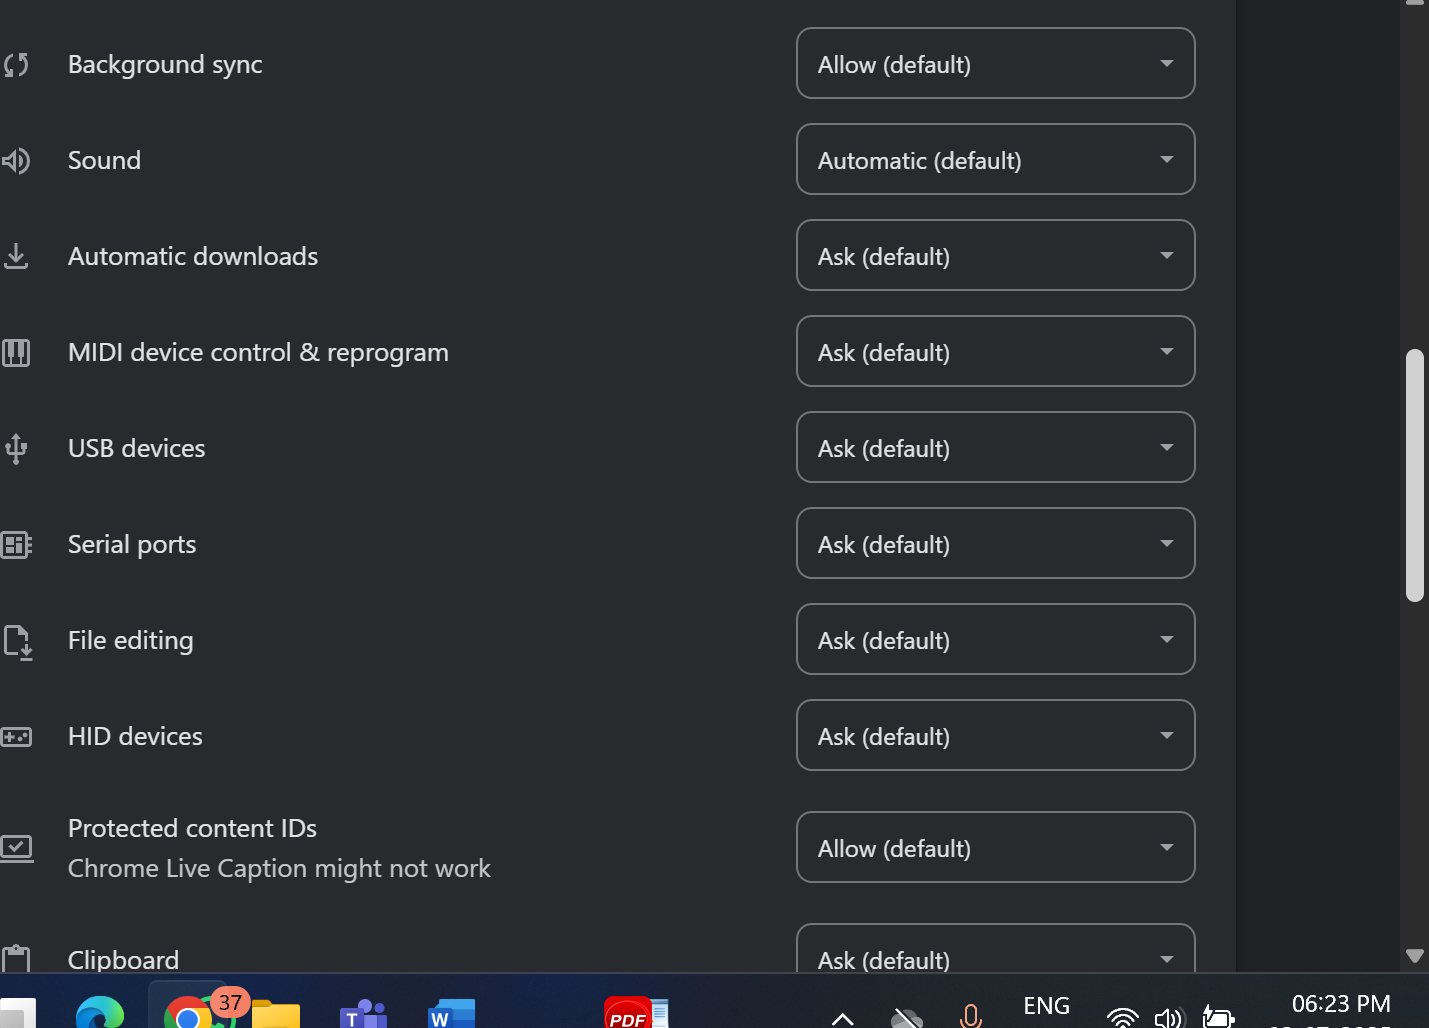 Background sync
Allow (default)
Sound
Automatic (default)
Automatic downloads
Ask (default)
MIDI device control & reprogram
Ask (default)
USB devices
Ask (default)
Serial ports
Ask (default)
File editing
Ask (default)
HID devices
Ask (default)
Protected content IDs
Chrome Live Caption might not work
Allow (default)
Clipboard
Ask (default)
37
T
W
PDF
ENG
06:23 PM